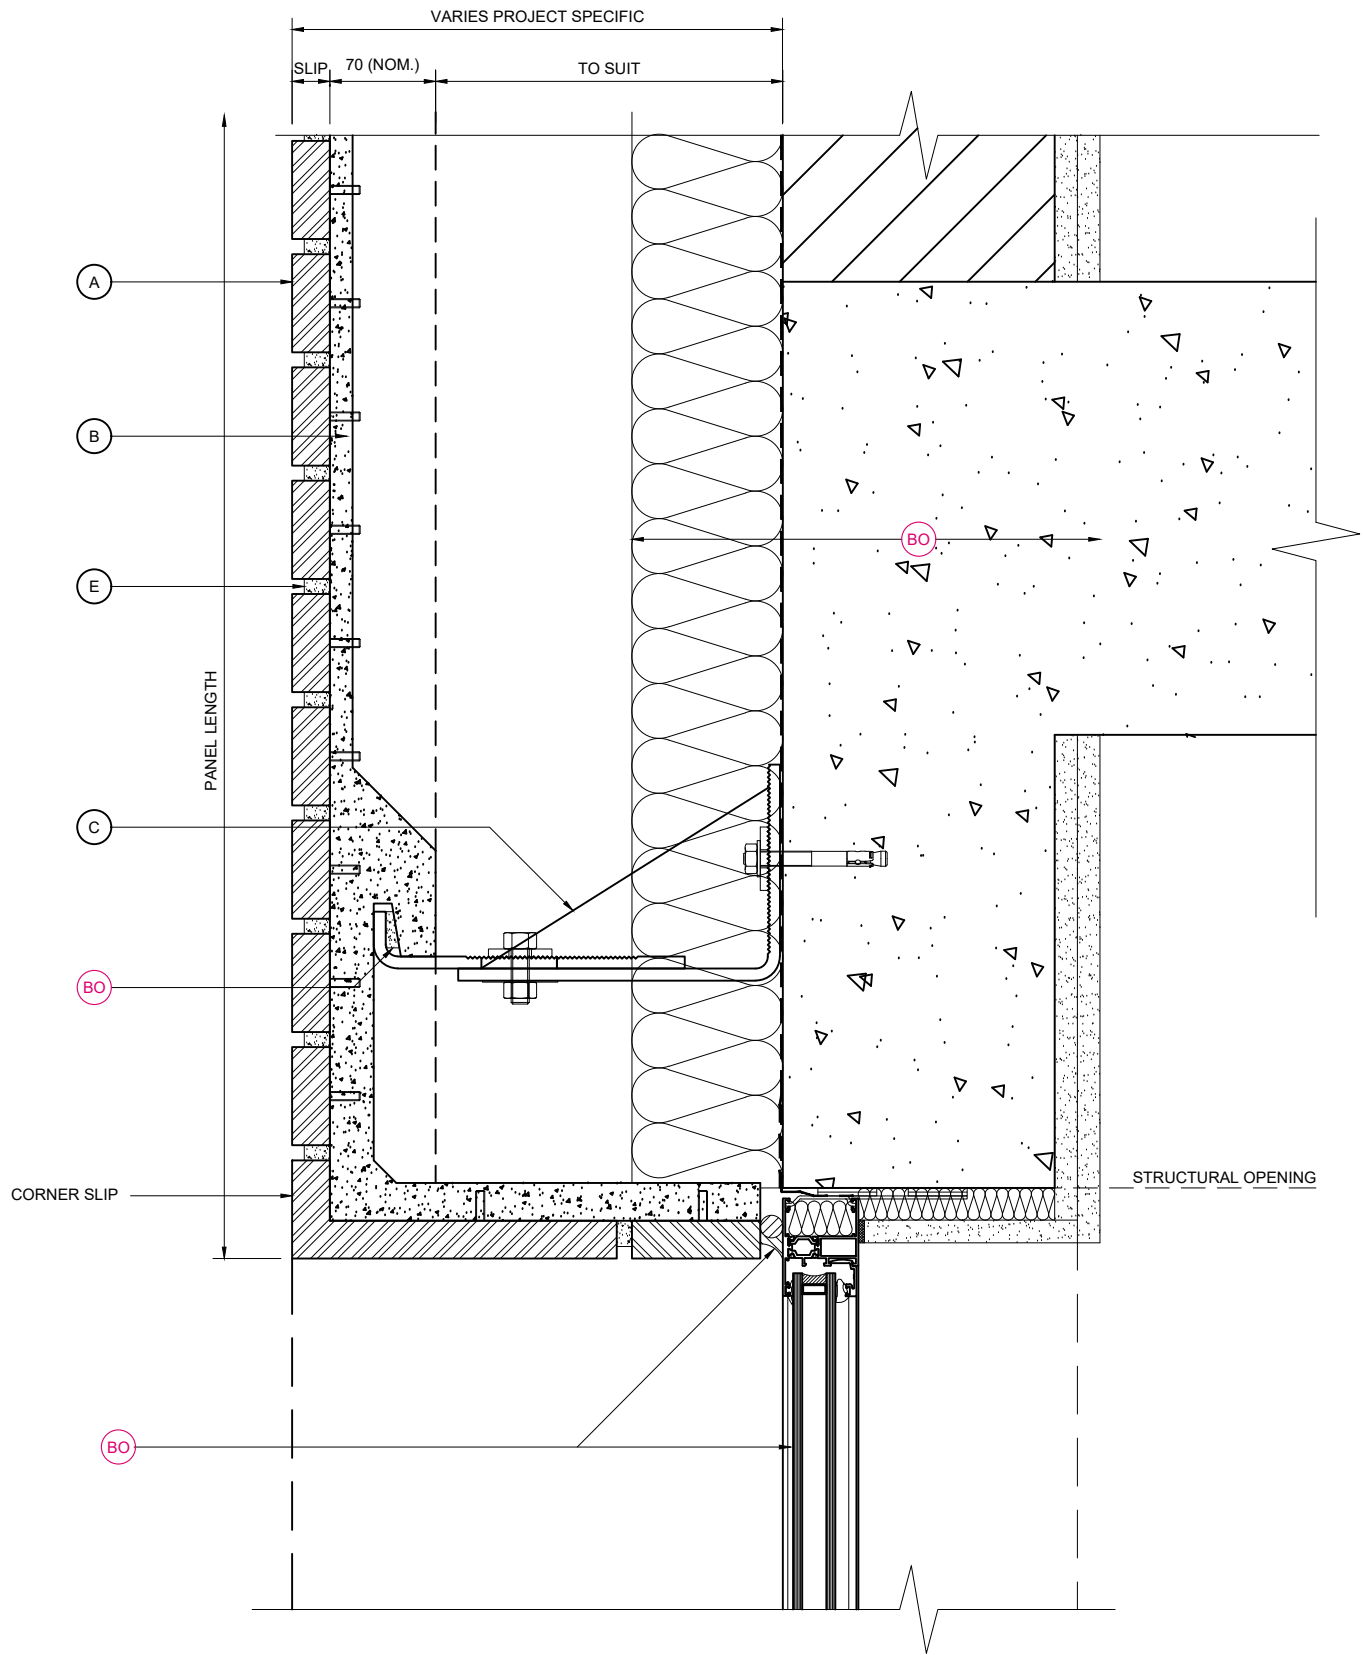 VARIES PROJECT SPECIFIC
SLIP
70 (NOM.)
TO SUIT
A
B
BO
E
PANEL LENGTH
C
BO
STRUCTURAL OPENING
CORNER SLIP
BO